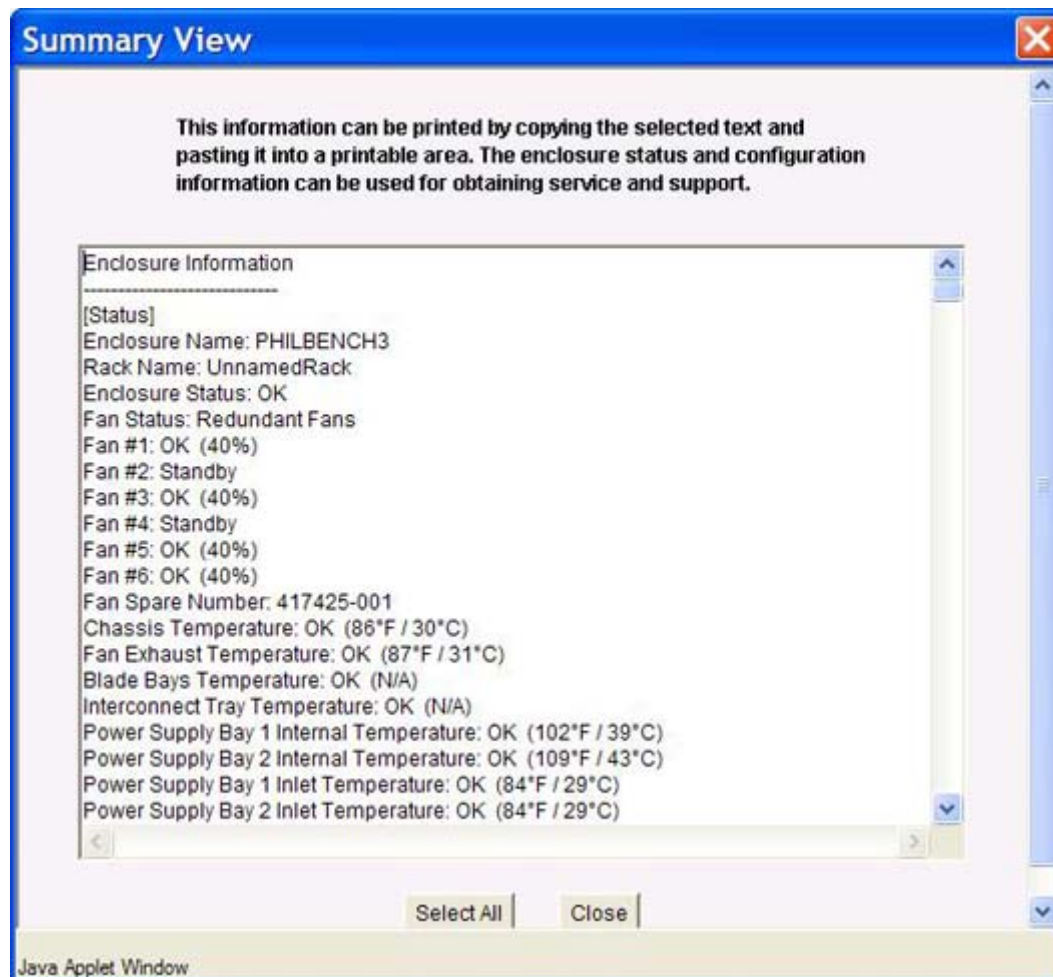 Summary View
This information can be printed by copying the selected text and
pasting it into a printable area. The enclosure status and configuration
information can be used for obtaining service and support.
Enclosure Information
----------------------------
[Status]
Enclosure Name: PHILBENCH3
Rack Name: UnnamedRack
Enclosure Status: OK
Fan Status: Redundant Fans
Fan #1: OK (40%)
Fan #2: Standby
Fan #3: OK (40%)
Fan #4: Standby
Fan #5: OK (40%)
Fan #6: OK (40%)
Fan Spare Number: 417425-001
Chassis Temperature: OK (86°F / 30°C)
Fan Exhaust Temperature: OK (87°F / 31°C)
Blade Bays Temperature: OK (N/A)
Interconnect Tray Temperature: OK (N/A)
Power Supply Bay 1 Internal Temperature: OK (102°F / 39°C)
Power Supply Bay 2 Internal Temperature: OK (109°F / 43°C)
Power Supply Bay 1 Inlet Temperature: OK (84°F / 29°C)
Power Supply Bay 2 Inlet Temperature: OK (84°F / 29°C)
Select All Close
Java Applet Window